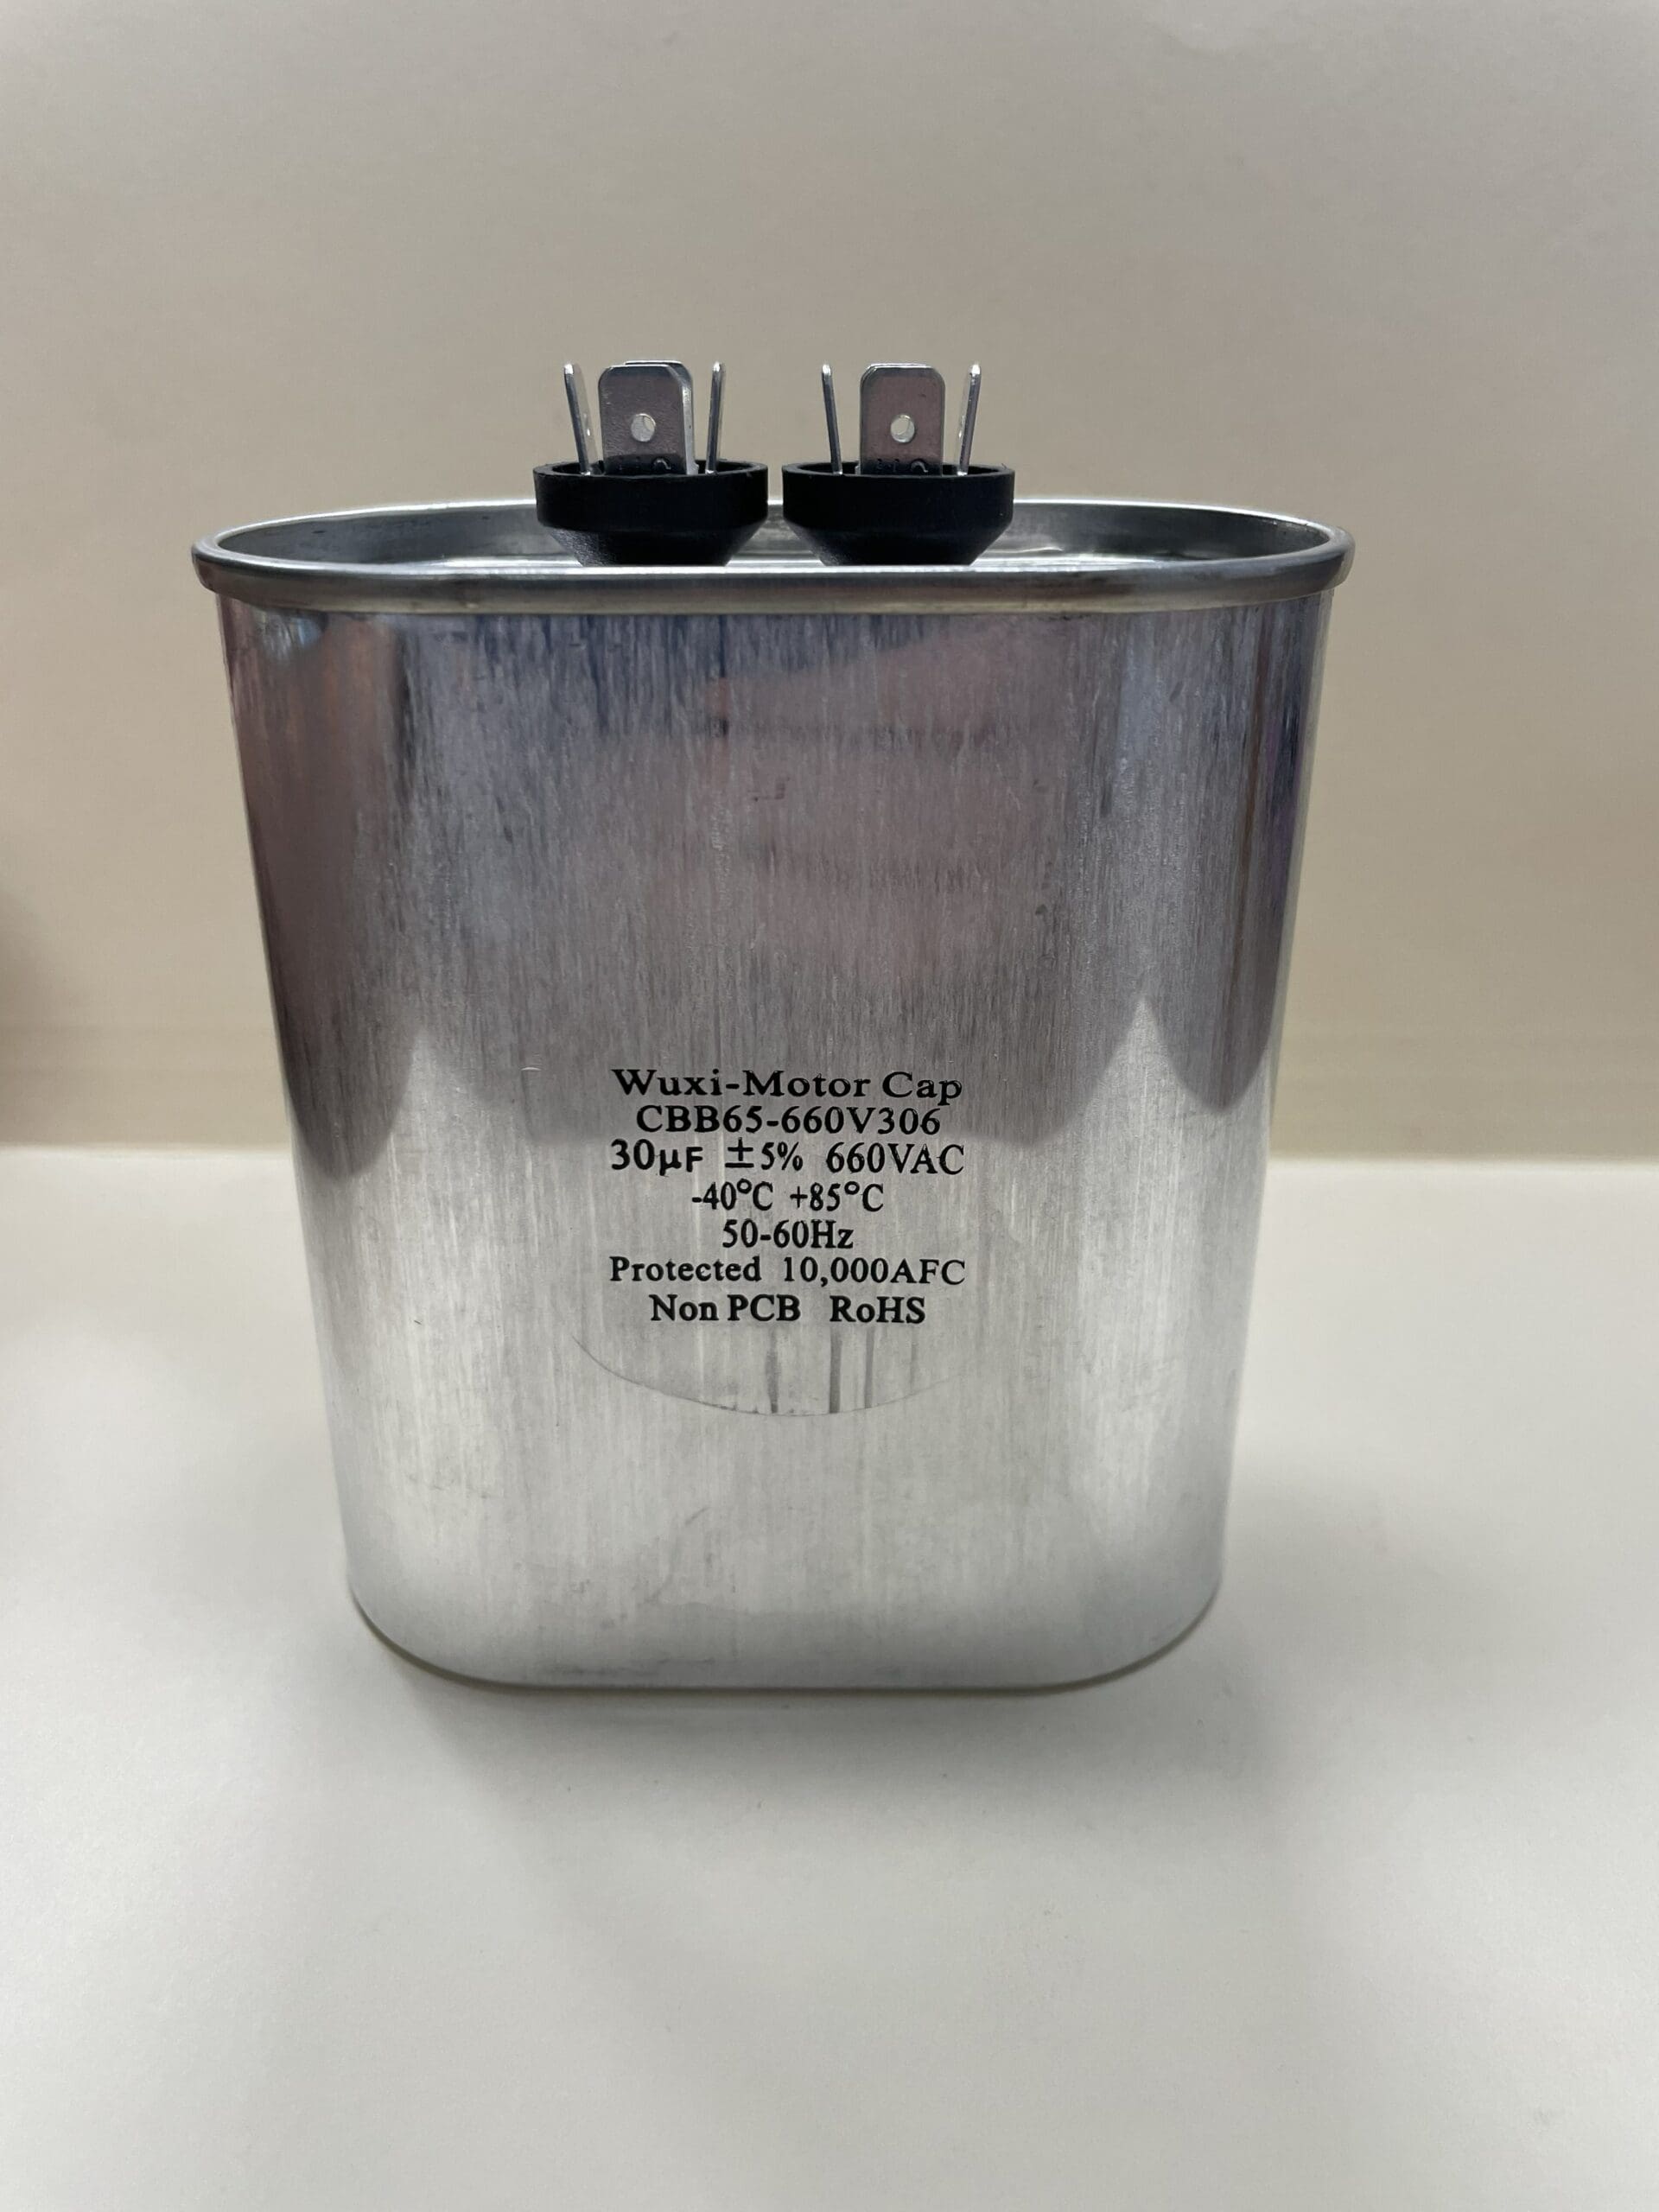 Wuxi-Motor Cap
CBB65-660V306
30μF ±5% 660VAC
-40°C +85°C
50-60Hz
Protected 10,000AFC
Non PCB RoHS